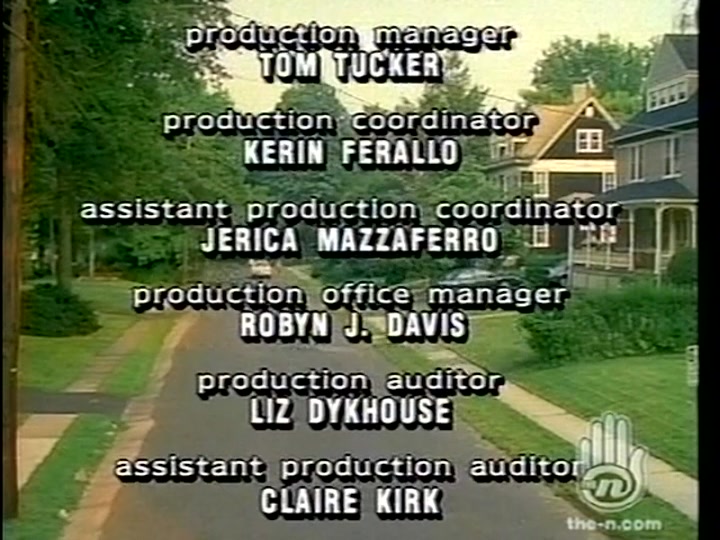 production manager
TOM TUCKER
production coordinator
KERIN FERALLO
assistant production coordinator
JERICA MAZZAFERRO
production office manager
ROBYN J. DAVIS
production auditor
LIZ DYKHOUSE
assistant production auditor
CLAIRE KIRK
n
the-n.com